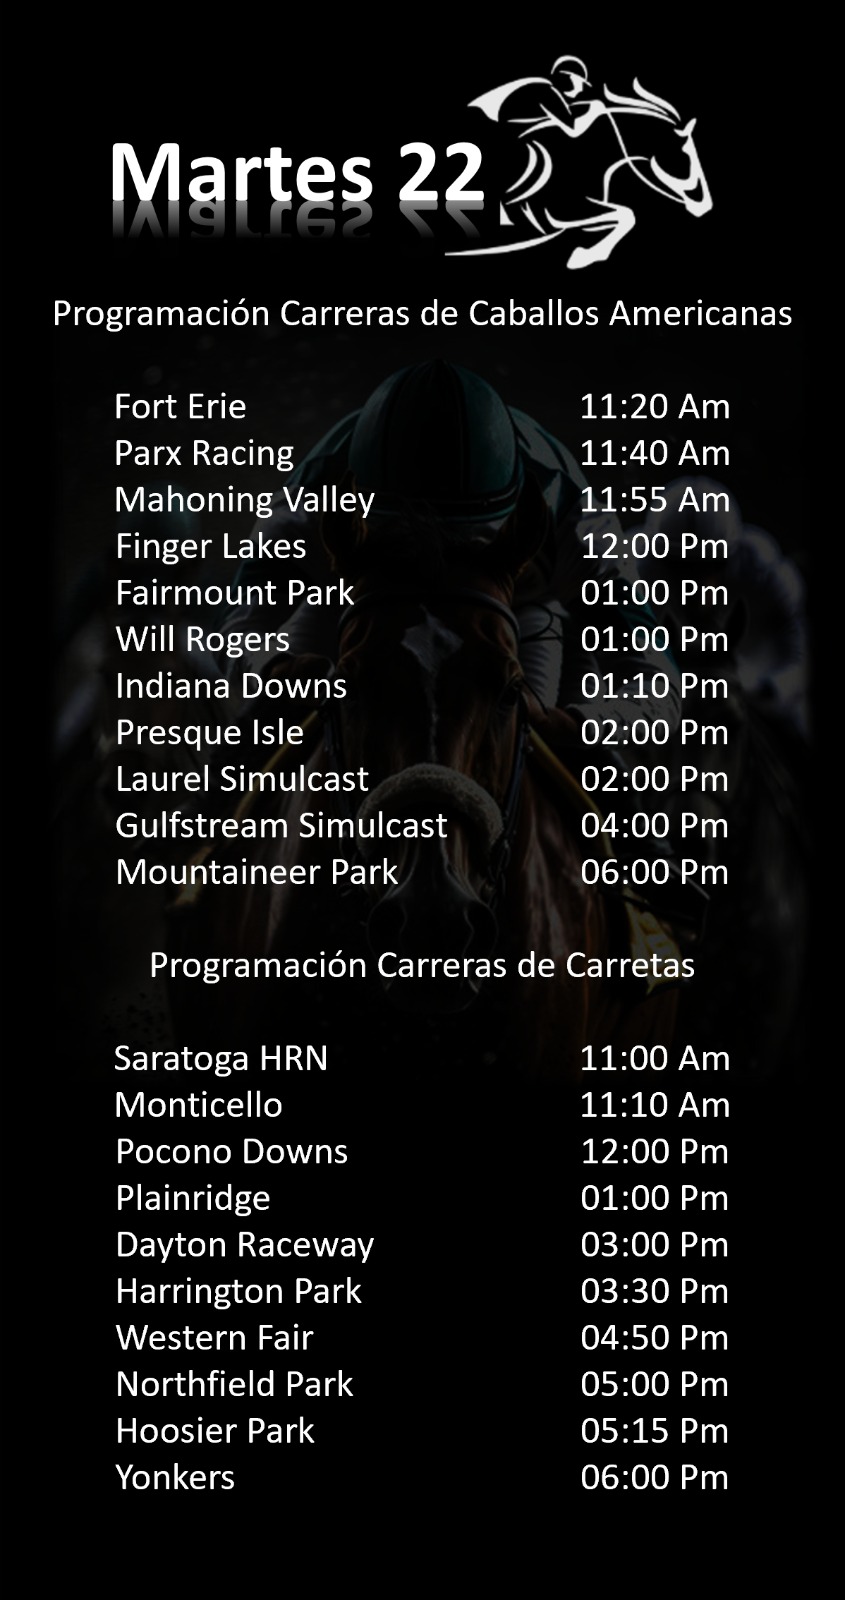 Martes 22
Programación Carreras de Caballos Americanas
Fort Erie 11:20 Am
Parx Racing 11:40 Am
Mahoning Valley 11:55 Am
Finger Lakes 12:00 Pm
Fairmount Park 01:00 Pm
Will Rogers 01:00 Pm
Indiana Downs 01:10 Pm
Presque Isle 02:00 Pm
Laurel Simulcast 02:00 Pm
Gulfstream Simulcast 04:00 Pm
Mountaineer Park 06:00 Pm
Programación Carreras de Carretas
Saratoga HRN 11:00 Am
Monticello 11:10 Am
Pocono Downs 12:00 Pm
Plainridge 01:00 Pm
Dayton Raceway 03:00 Pm
Harrington Park 03:30 Pm
Western Fair 04:50 Pm
Northfield Park 05:00 Pm
Hoosier Park 05:15 Pm
Yonkers 06:00 Pm